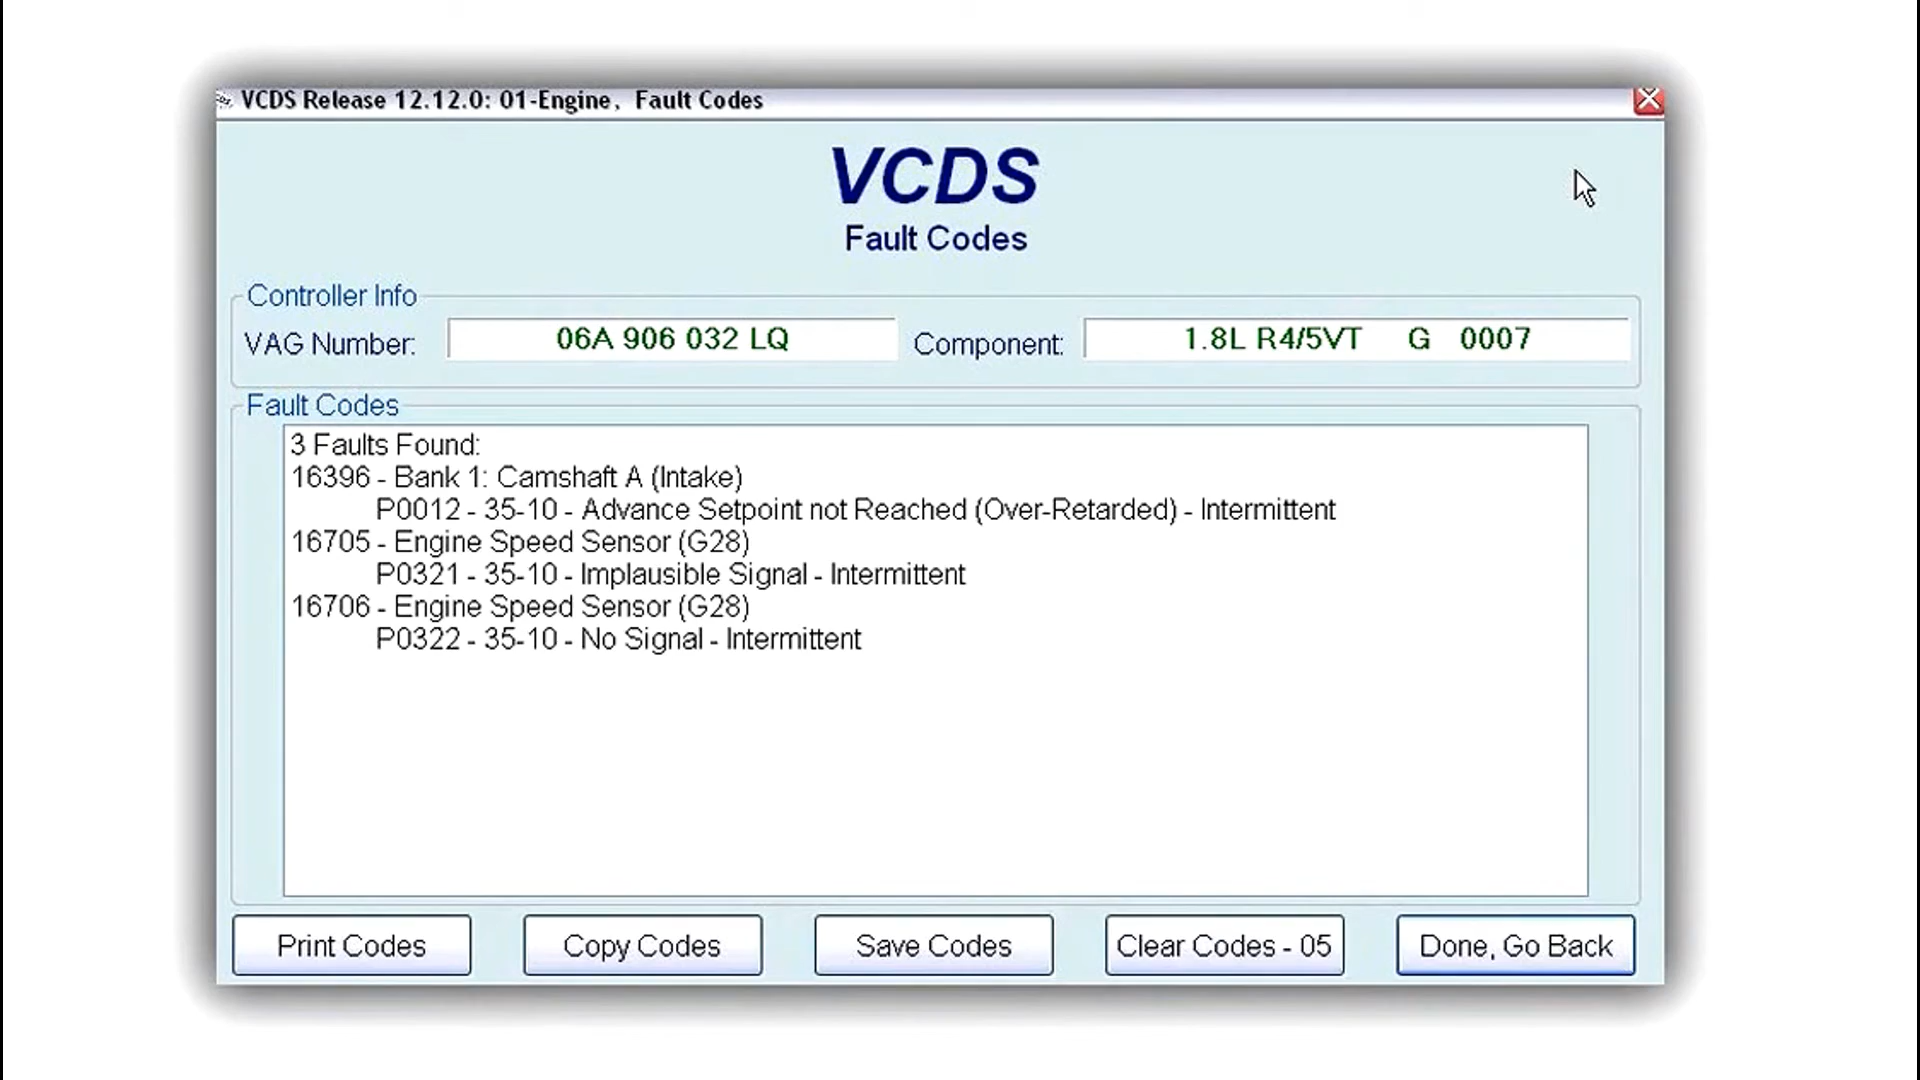 VCDS Release 12.12.0: 01-Engine, Fault Codes
VCDS
Fault Codes
Controller Info
VAG Number: 06A 906 032 LQ Component: 1.8L R4/5VT G 0007
Fault Codes
3 Faults Found:
16396 - Bank 1: Camshaft A (Intake)
P0012 - 35-10 - Advance Setpoint not Reached (Over-Retarded) - Intermittent
16705 - Engine Speed Sensor (G28)
P0321 - 35-10 - Implausible Signal - Intermittent
16706 - Engine Speed Sensor (G28)
P0322 - 35-10 - No Signal - Intermittent
Print Codes Copy Codes Save Codes Clear Codes - 05 Done, Go Back